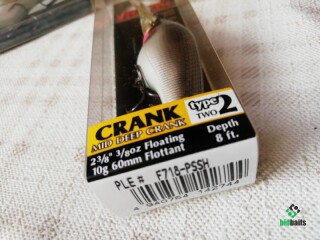 CRANK
MID DEEP CRANK
type 2
TWO
2 3/8" 3/8oz Floating
10g 60mm Flottant
Depth
8 ft.
PLE # F718-PSSH
bidbaits